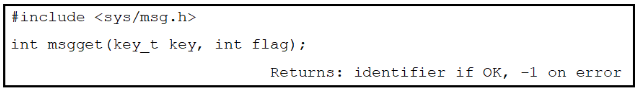 #include <sys/msg.h>
int msgget(key_t key, int flag);
Returns: identifier if OK, -1 on error